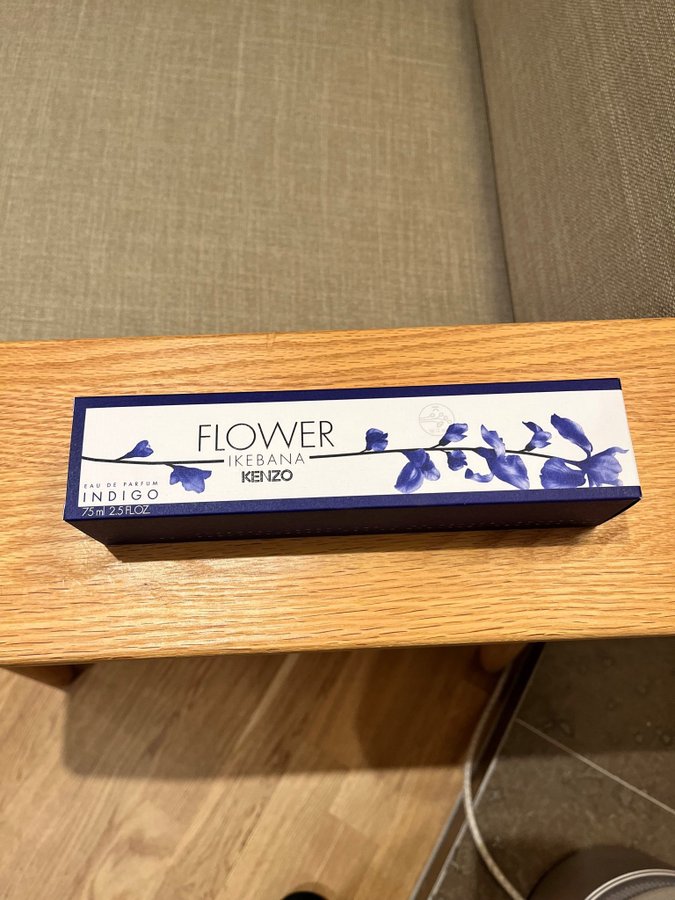 FLOWER
IKEBANA
KENZO
EAU DE PARFUM
INDIGO
75 ml 2.5 FL.OZ.